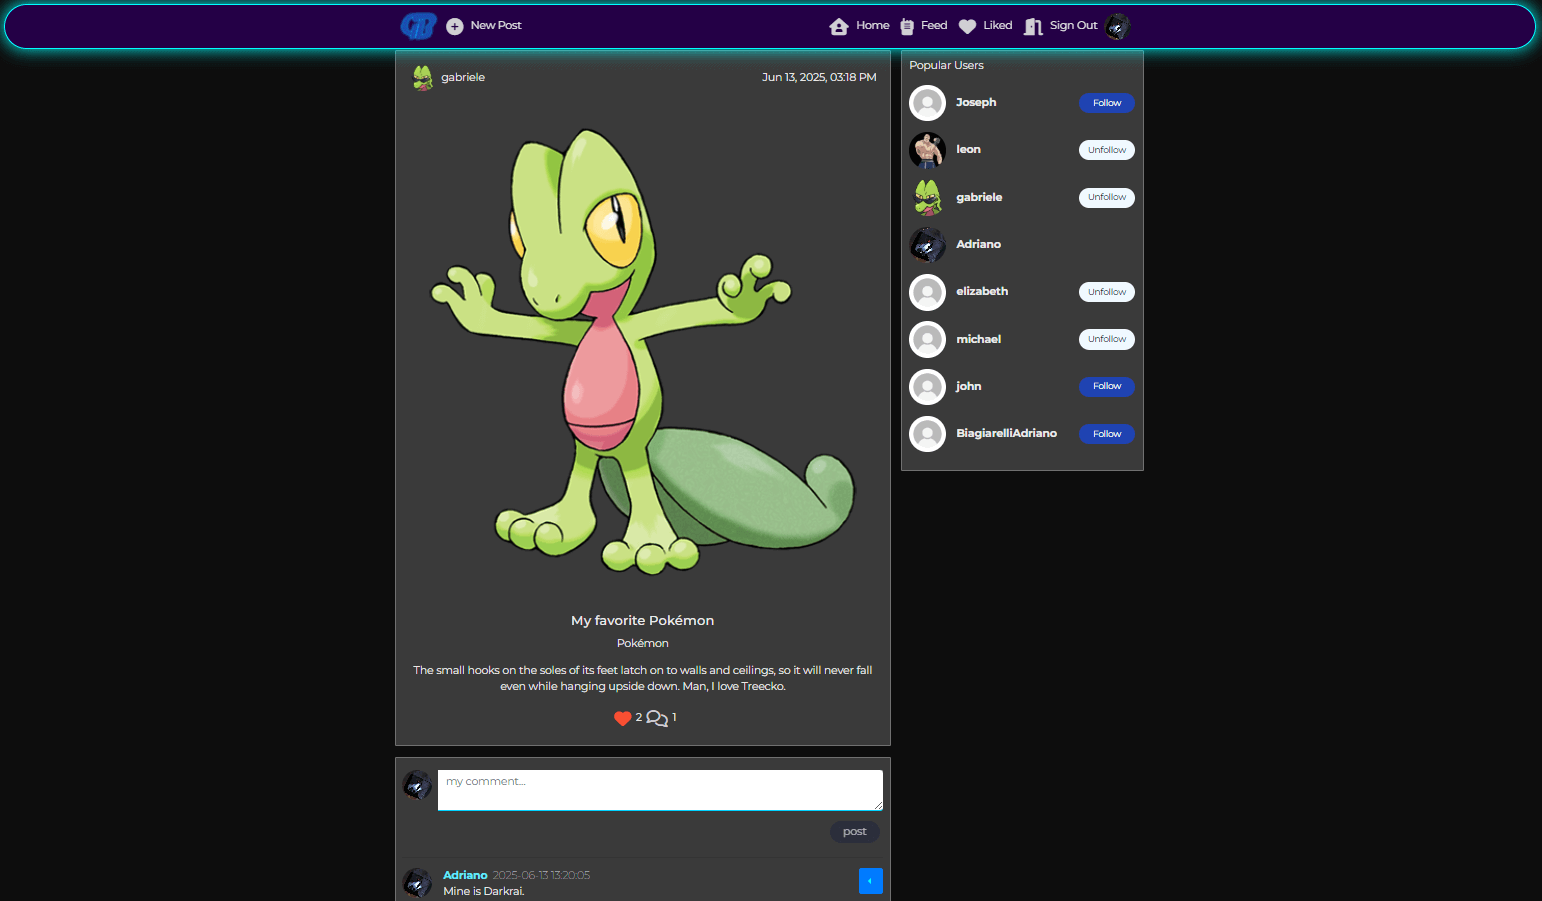 New Post
Home
Feed
Liked
Sign Out
gabriele
Jun 13, 2025, 03:18 PM
My favorite Pokémon
Pokémon
The small hooks on the soles of its feet latch on to walls and ceilings, so it will never fall
even while hanging upside down. Man, I love Treecko.
2
1
my comment...
post
Adriano 2025-06-13 13:20:05
Mine is Darkrai.
Popular Users
Joseph
Follow
leon
Unfollow
gabriele
Unfollow
Adriano
elizabeth
Unfollow
michael
Unfollow
john
Follow
BiagiarelliAdriano
Follow